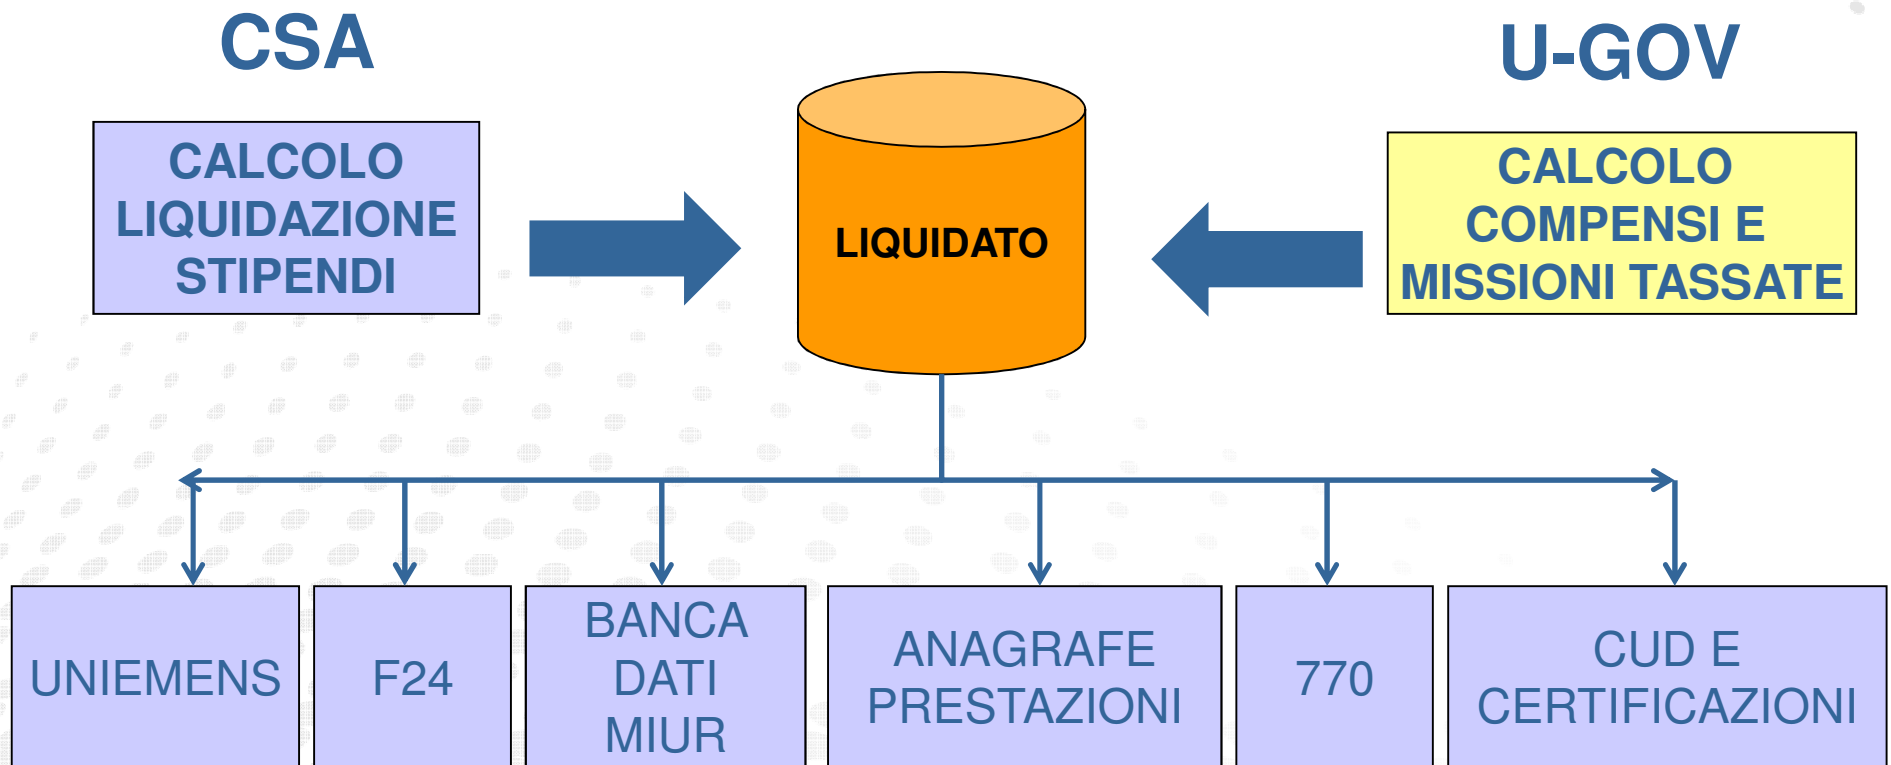 CSA
U-GOV
CALCOLO
LIQUIDAZIONE
STIPENDI
LIQUIDATO
CALCOLO
COMPENSI E
MISSIONI TASSATE
UNIEMENS
F24
BANCA
DATI
MIUR
ANAGRAFE
PRESTAZIONI
770
CUD E
CERTIFICAZIONI